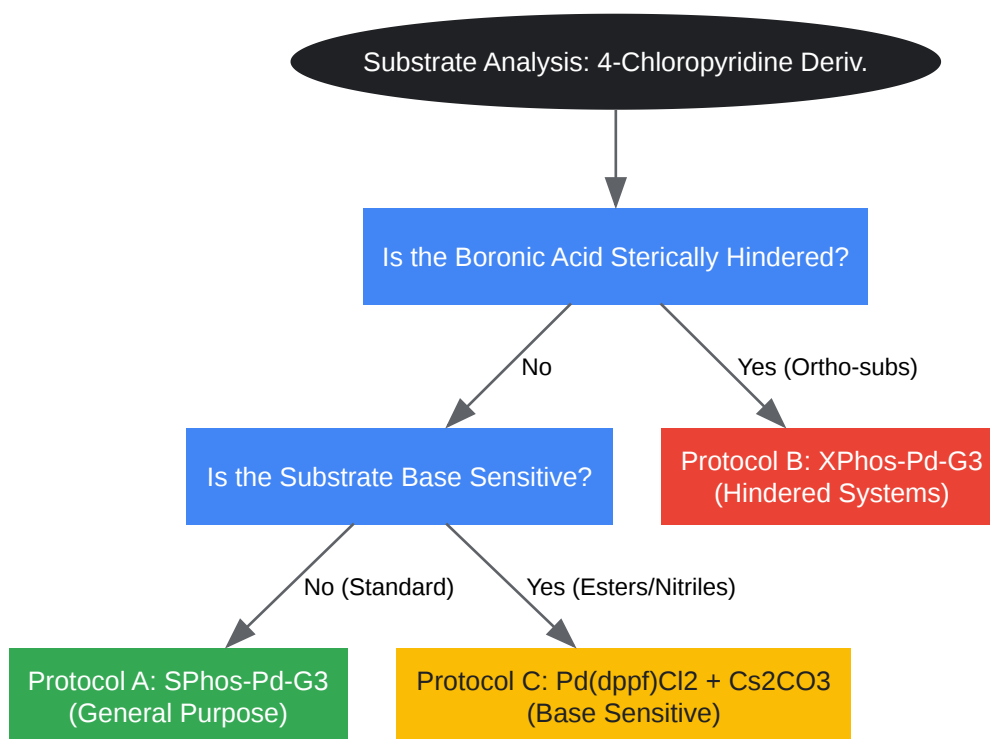 Substrate Analysis: 4-Chloropyridine Deriv.
Is the Boronic Acid Sterically Hindered?
No
Yes (Ortho-subs)
Is the Substrate Base Sensitive?
Protocol B: XPhos-Pd-G3
(Hindered Systems)
No (Standard)
Yes (Esters/Nitriles)
Protocol A: SPhos-Pd-G3
(General Purpose)
Protocol C: Pd(dppf)Cl2 + Cs2CO3
(Base Sensitive)